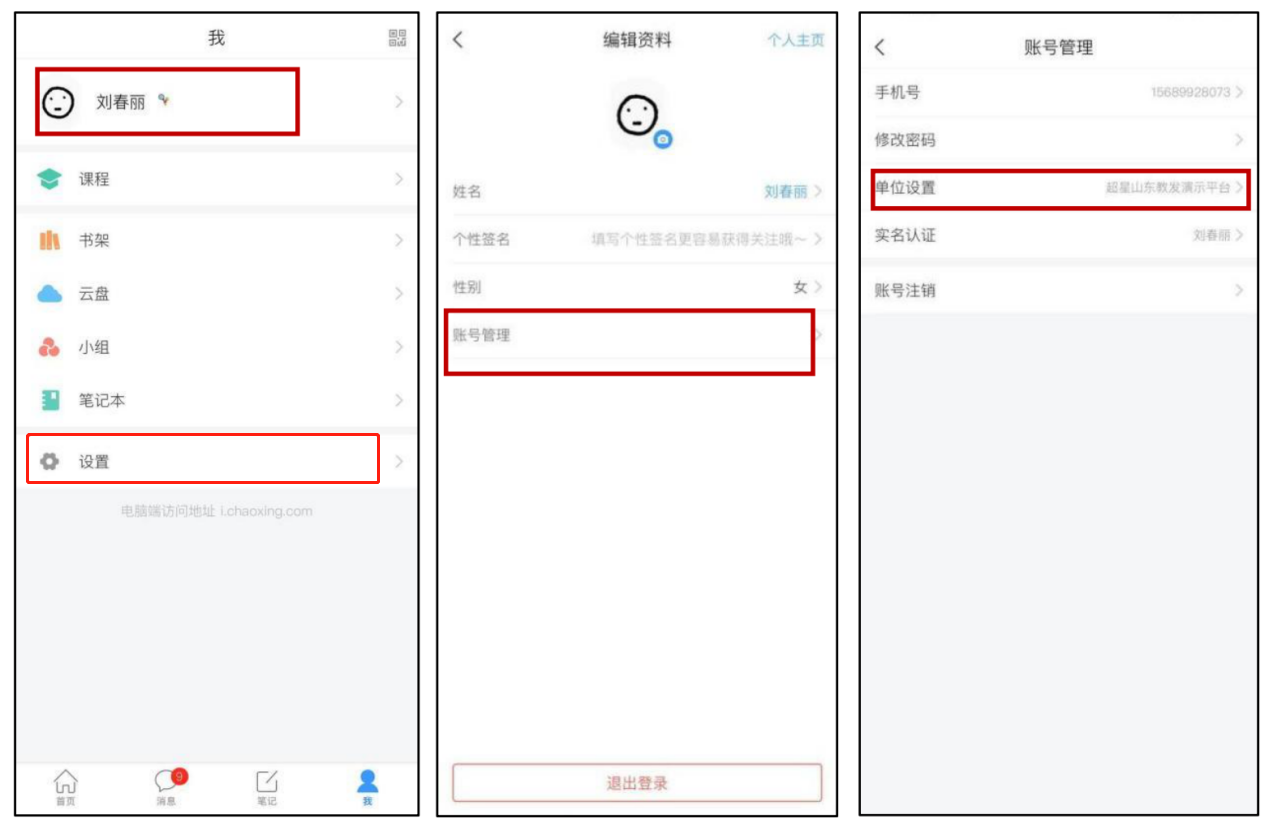 我
刘春丽
课程
书架
云盘
小组
笔记本
设置
电脑端访问地址 i.chaoxing.com
首页
9
消息
笔记
我
编辑资料
个人主页
姓名
刘春丽
个性签名
填写个性签名更容易获得关注哦～
性别
女
账号管理
退出登录
账号管理
手机号
15689928073
修改密码
单位设置
超星山东教发演示平台
实名认证
刘春丽
账号注销